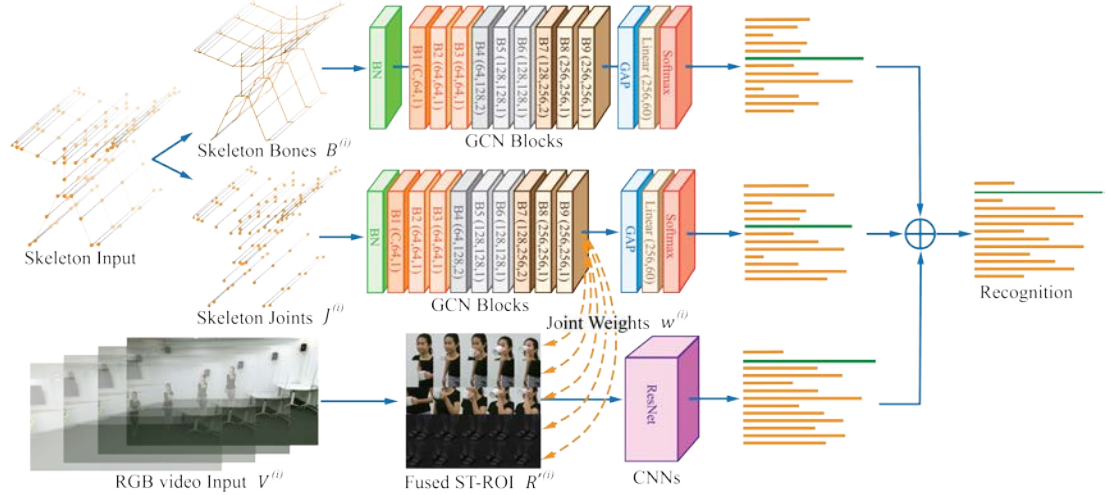 BN
B1 (C,64,1)
B2 (64,64,1)
B3 (64,64,1)
B4 (64,128,2)
B5 (128,128,1)
B6 (128,128,1)
B7 (128,256,2)
B8 (256,256,1)
B9 (256,256,1)
GAP
Linear (256,60)
Softmax
GCN Blocks
Skeleton Bones B(i)
Skeleton Input
BN
B1 (C,64,1)
B2 (64,64,1)
B3 (64,64,1)
B4 (64,128,2)
B5 (128,128,1)
B6 (128,128,1)
B7 (128,256,2)
B8 (256,256,1)
B9 (256,256,1)
GAP
Linear (256,60)
Softmax
GCN Blocks
Skeleton Joints J(i)
Joint Weights w(i)
Recognition
ResNet
RGB video Input V(i)
Fused ST-ROI R'(i)
CNNs